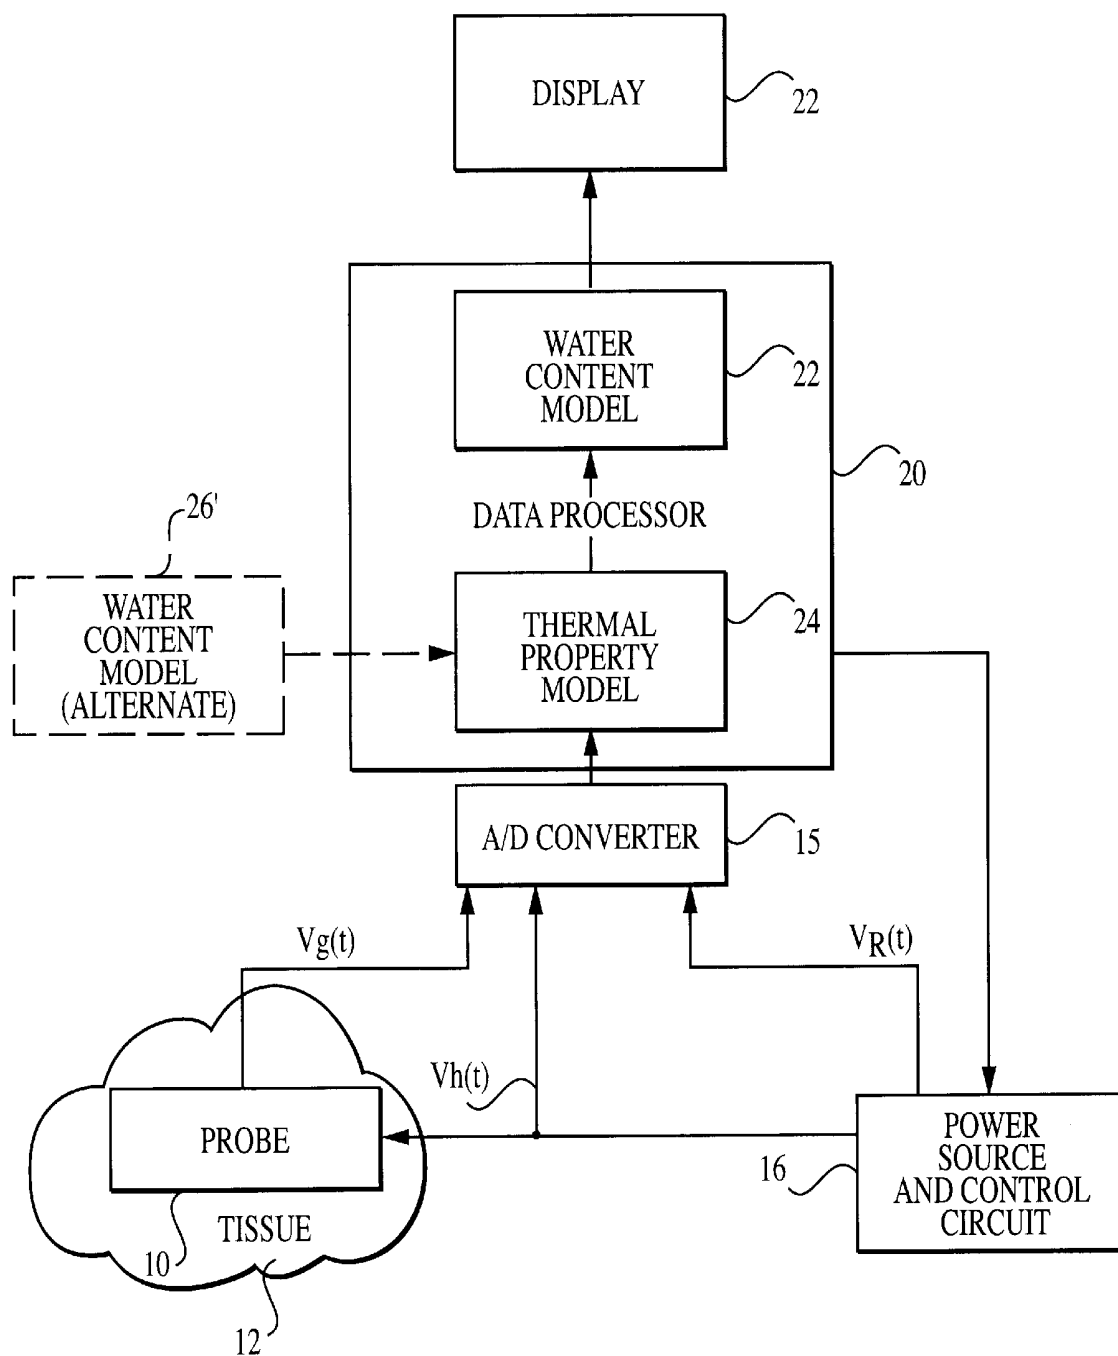 DISPLAY
22
WATER
CONTENT
MODEL
22
20
DATA PROCESSOR
26'
WATER
CONTENT
MODEL
(ALTERNATE)
THERMAL
PROPERTY
MODEL
24
A/D CONVERTER
15
Vg(t)
VR(t)
Vh(t)
PROBE
10
TISSUE
12
16
POWER
SOURCE
AND CONTROL
CIRCUIT